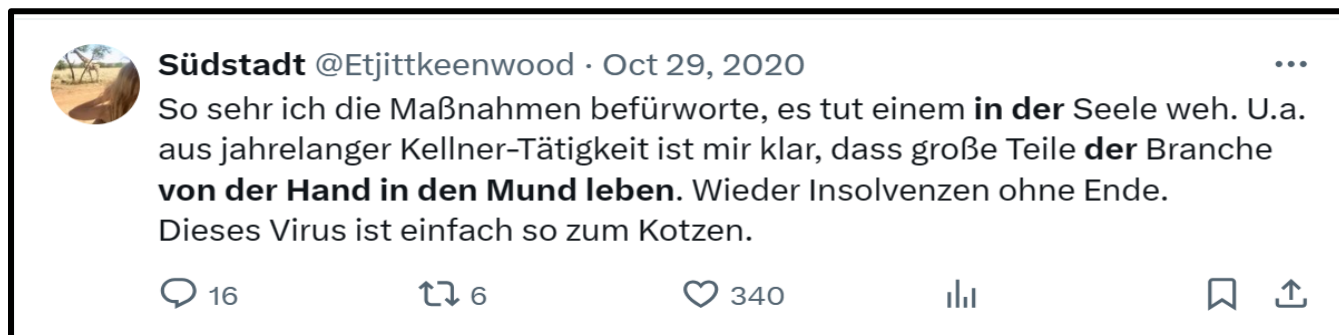 Südstadt @Etjittkeenwood · Oct 29, 2020
So sehr ich die Maßnahmen befürworte, es tut einem in der Seele weh. U.a.
aus jahrelanger Kellner-Tätigkeit ist mir klar, dass große Teile der Branche
von der Hand in den Mund leben. Wieder Insolvenzen ohne Ende.
Dieses Virus ist einfach so zum Kotzen.
16 6 340